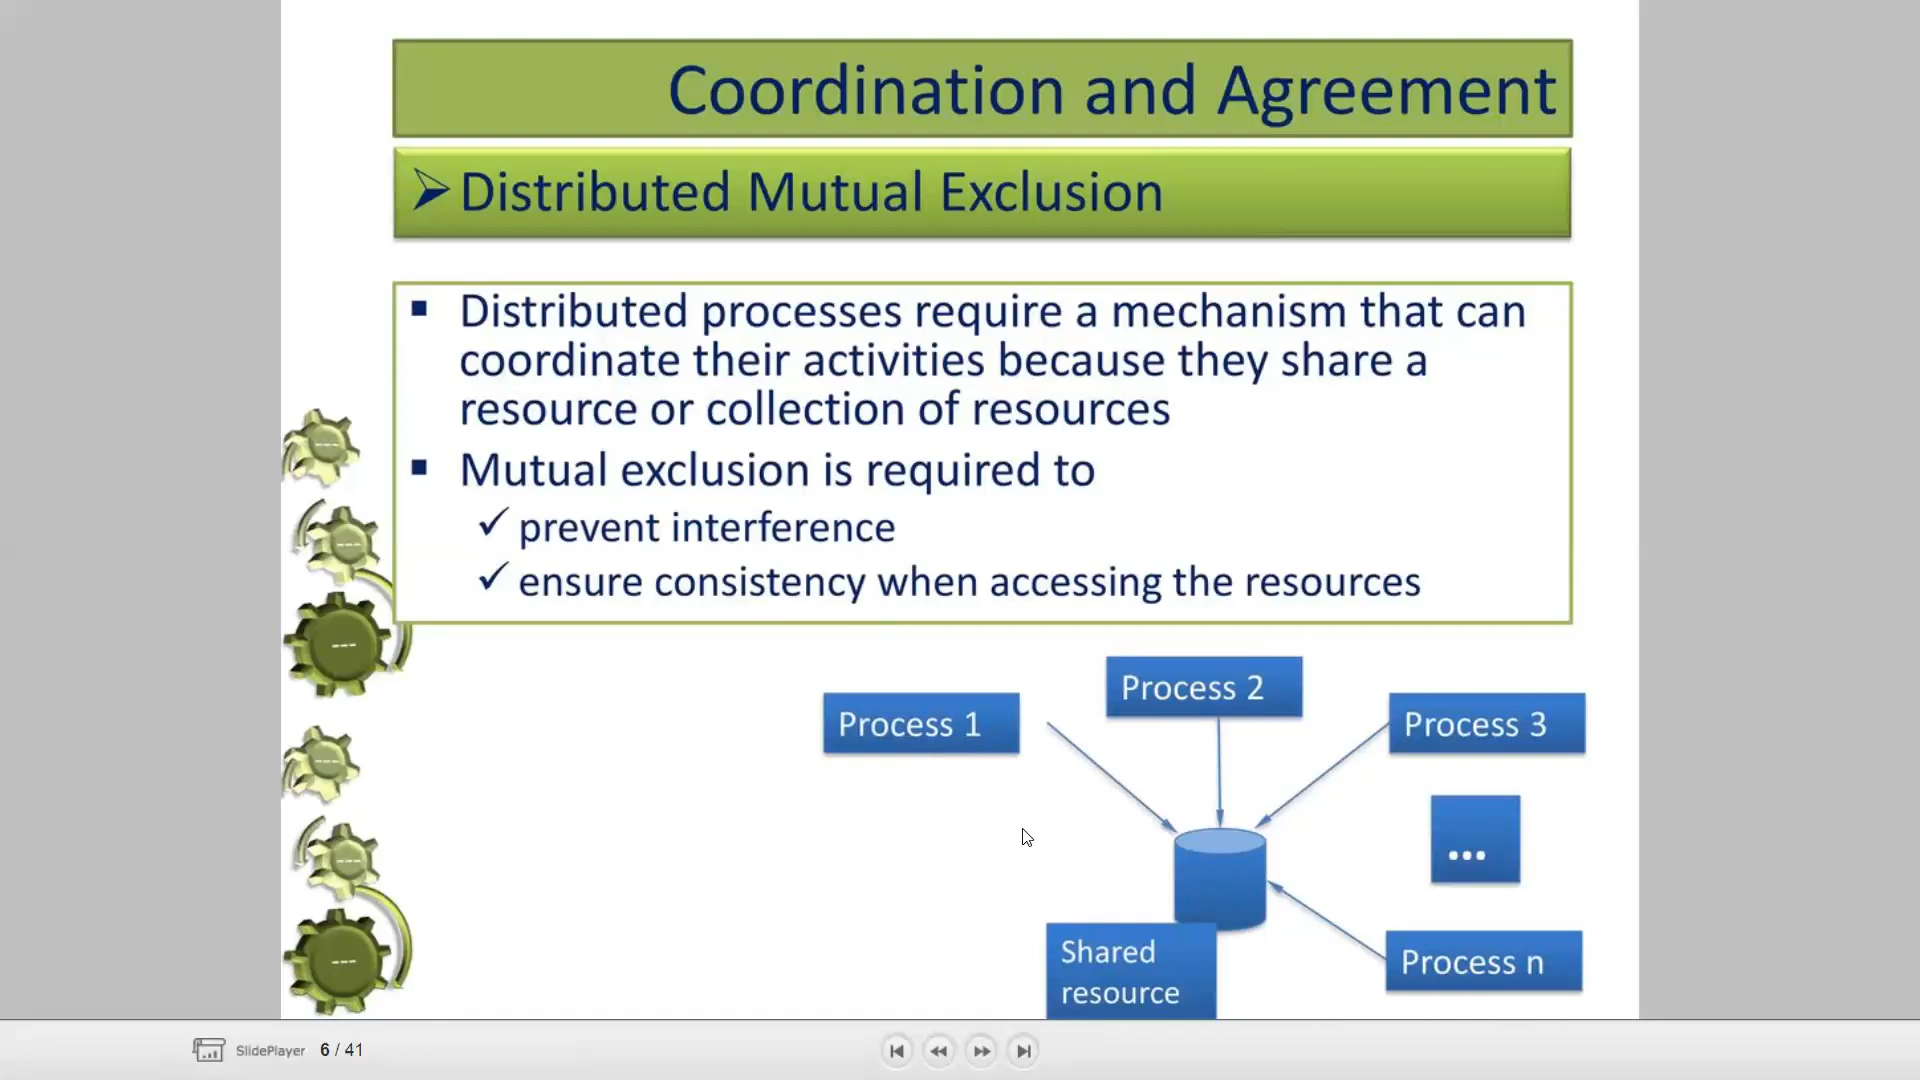 Coordination and Agreement
➢Distributed Mutual Exclusion
▪ Distributed processes require a mechanism that can
coordinate their activities because they share a
resource or collection of resources
▪ Mutual exclusion is required to
✓ prevent interference
✓ ensure consistency when accessing the resources
---
---
---
---
---
---
Process 1
Process 2
Process 3
...
Process n
Shared
resource
SlidePlayer 6 / 41